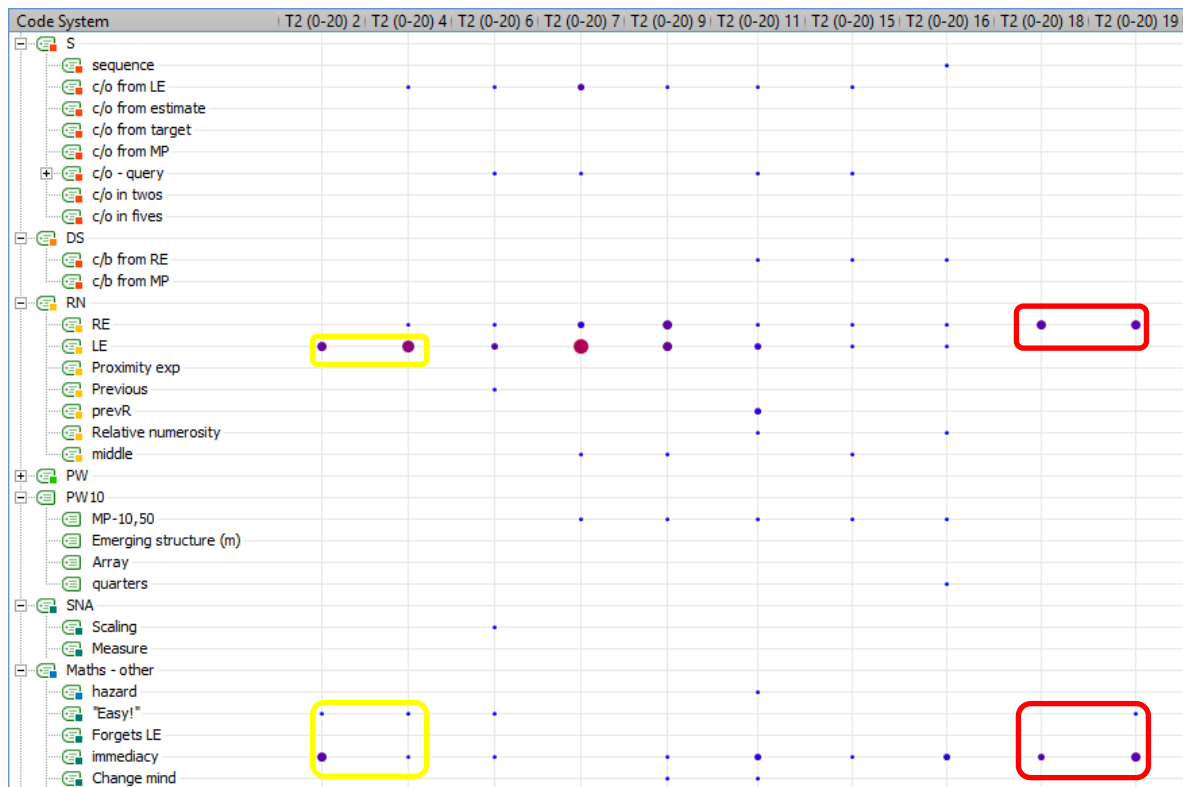 Code System T2 (0-20) 2 T2 (0-20) 4 T2 (0-20) 6 T2 (0-20) 7 T2 (0-20) 9 T2 (0-20) 11 T2 (0-20) 15 T2 (0-20) 16 T2 (0-20) 18 T2 (0-20) 19
S
sequence
c/o from LE
c/o from estimate
c/o from target
c/o from MP
c/o - query
c/o in twos
c/o in fives
DS
c/b from RE
c/b from MP
RN
RE
LE
Proximity exp
Previous
prevR
Relative numerosity
middle
PW
PW10
MP-10,50
Emerging structure (m)
Array
quarters
SNA
Scaling
Measure
Maths - other
hazard
"Easy!"
Forgets LE
immediacy
Change mind